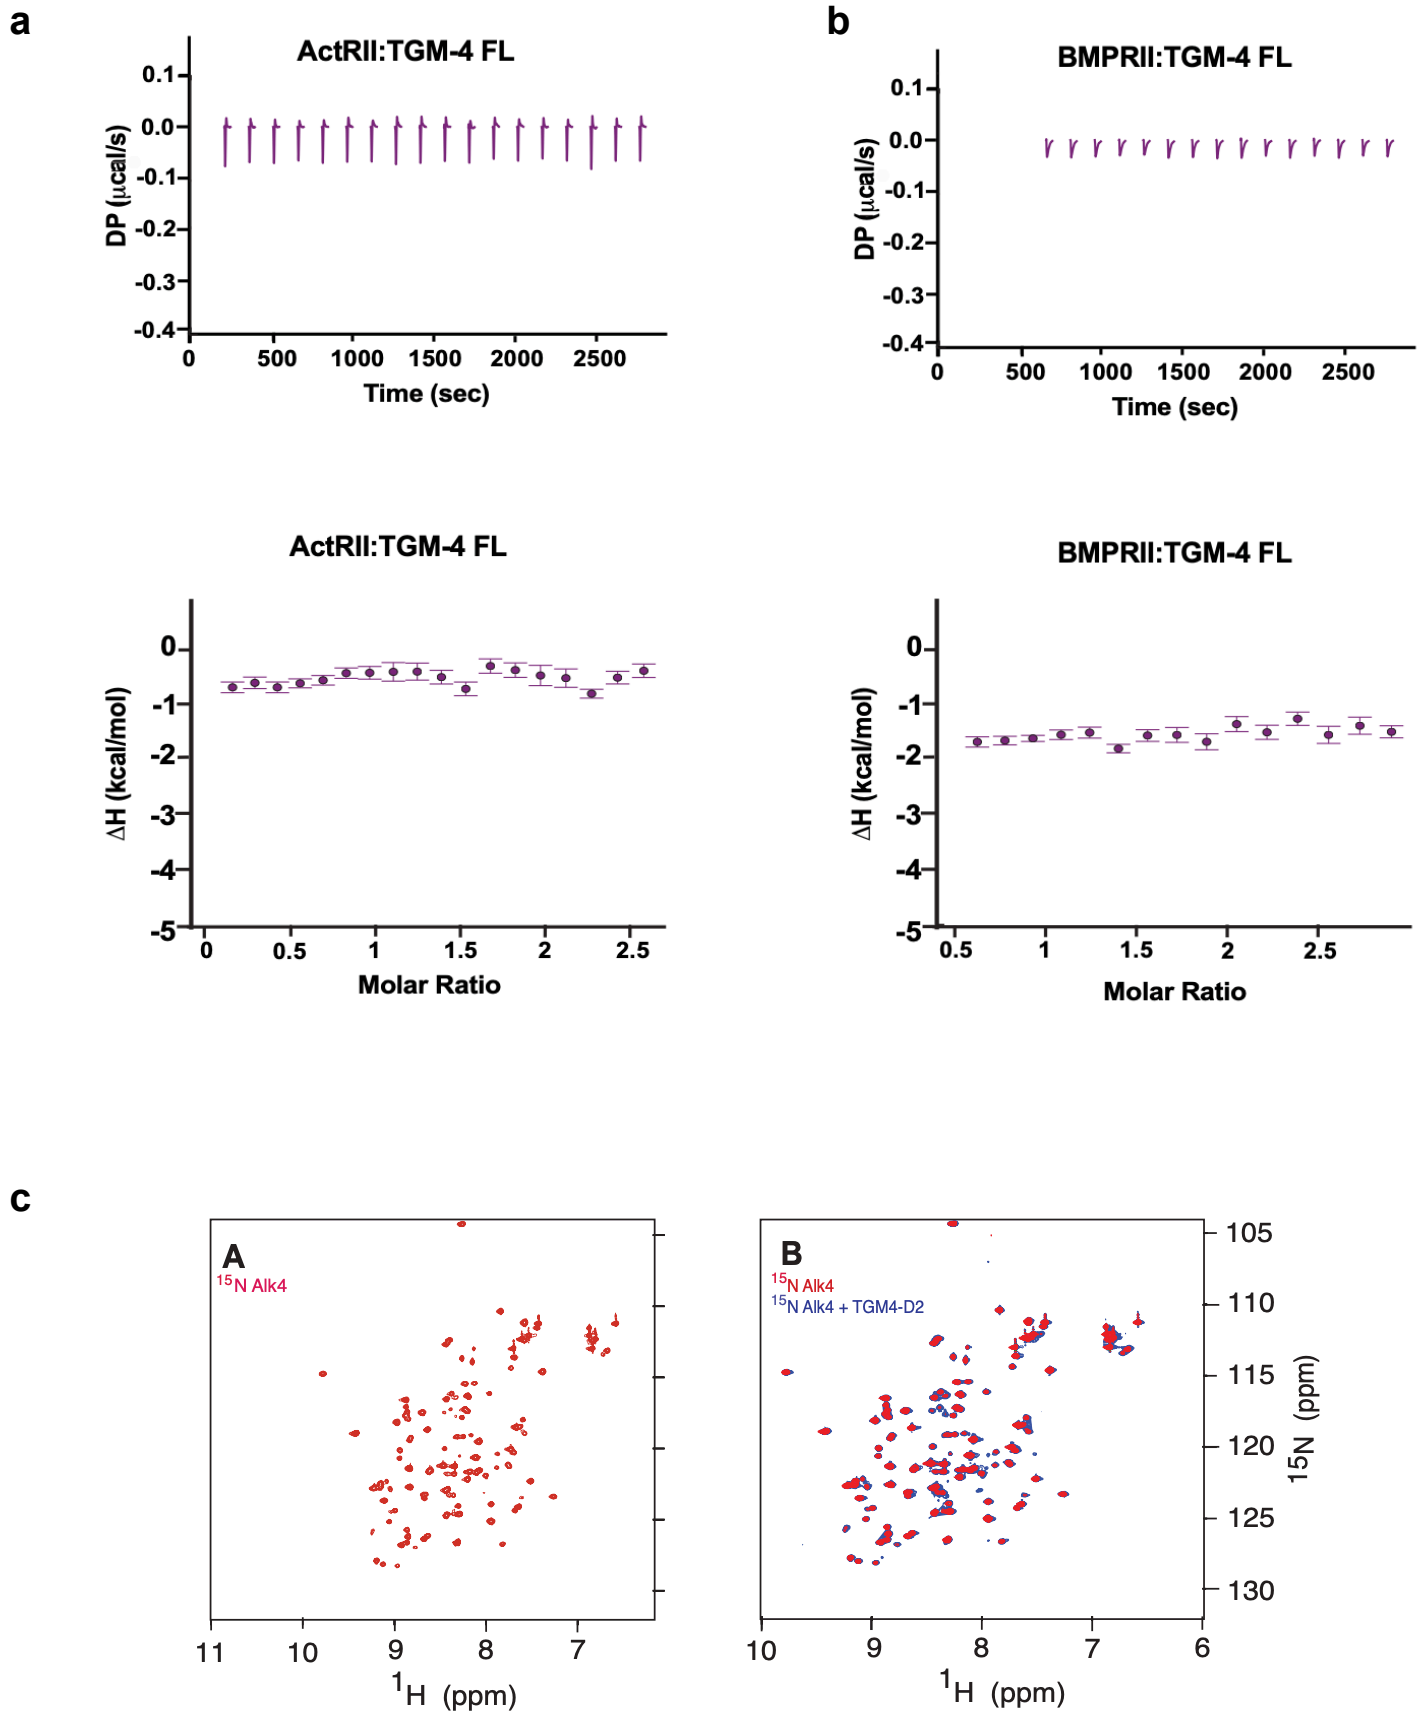 a
ActRII:TGM-4 FL
DP (µcal/s)
0.1
0.0
-0.1
-0.2
-0.3
-0.4
0 500 1000 1500 2000 2500
Time (sec)
b
BMPRII:TGM-4 FL
DP (µcal/s)
0.1
0.0
-0.1
-0.2
-0.3
-0.4
0 500 1000 1500 2000 2500
Time (sec)
ActRII:TGM-4 FL
ΔH (kcal/mol)
0
-1
-2
-3
-4
-5
0 0.5 1 1.5 2 2.5
Molar Ratio
BMPRII:TGM-4 FL
ΔH (kcal/mol)
0
-1
-2
-3
-4
-5
0.5 1 1.5 2 2.5
Molar Ratio
c
A
¹⁵N Alk4
11 10 9 8 7
¹H (ppm)
B
¹⁵N Alk4
¹⁵N Alk4 + TGM4-D2
105
110
115
120
125
130
¹⁵N (ppm)
10 9 8 7 6
¹H (ppm)